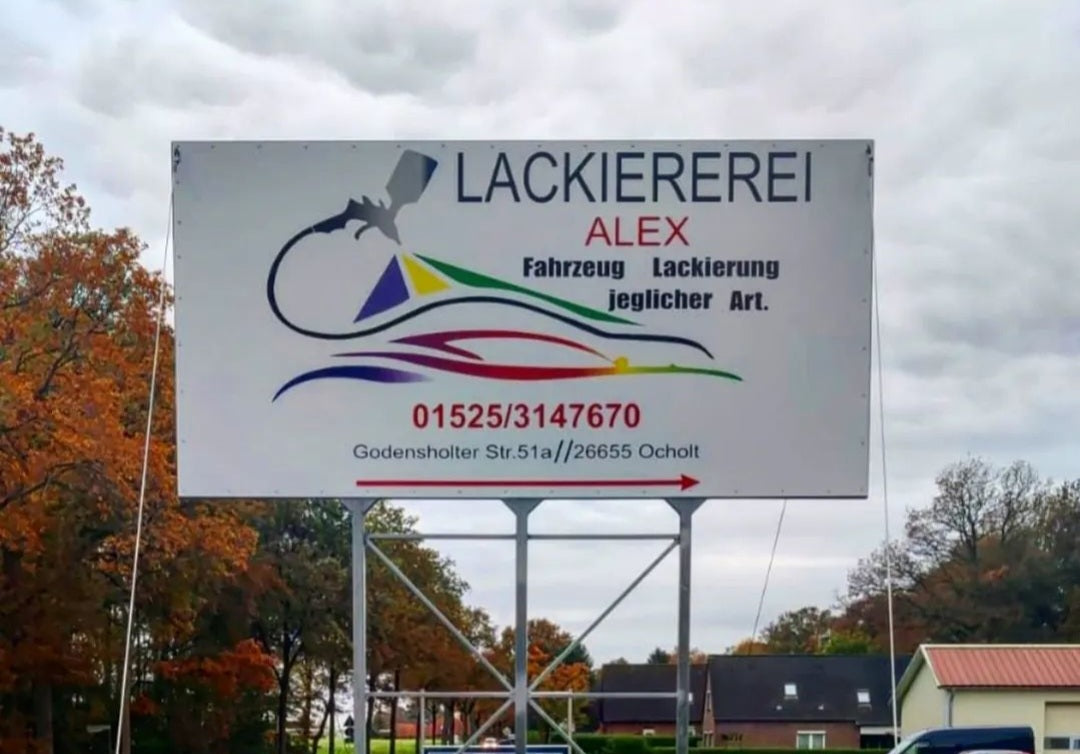 LACKIEREREI
ALEX
Fahrzeug Lackierung
jeglicher Art.
01525/3147670
Godensholter Str.51a//26655 Ocholt